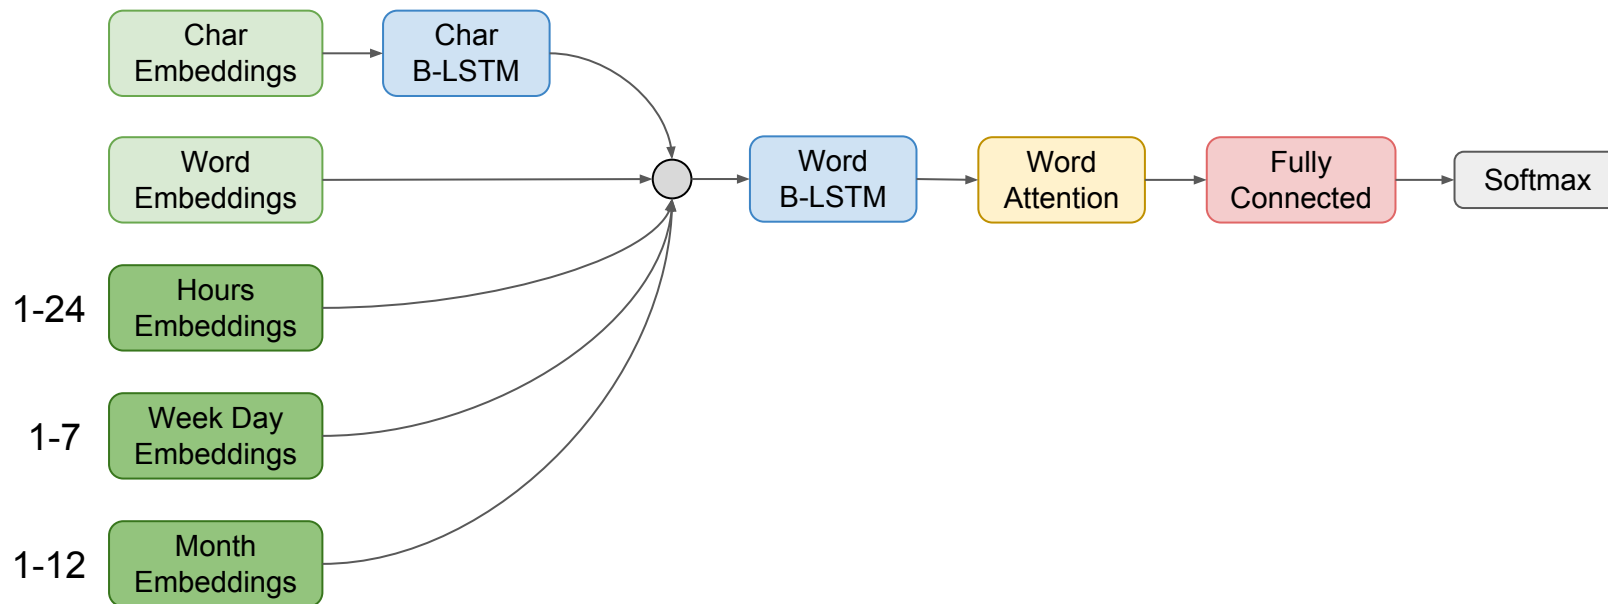 Char
Embeddings
Char
B-LSTM
Word
Embeddings
Word
B-LSTM
Word
Attention
Fully
Connected
Softmax
1-24
Hours
Embeddings
1-7
Week Day
Embeddings
1-12
Month
Embeddings